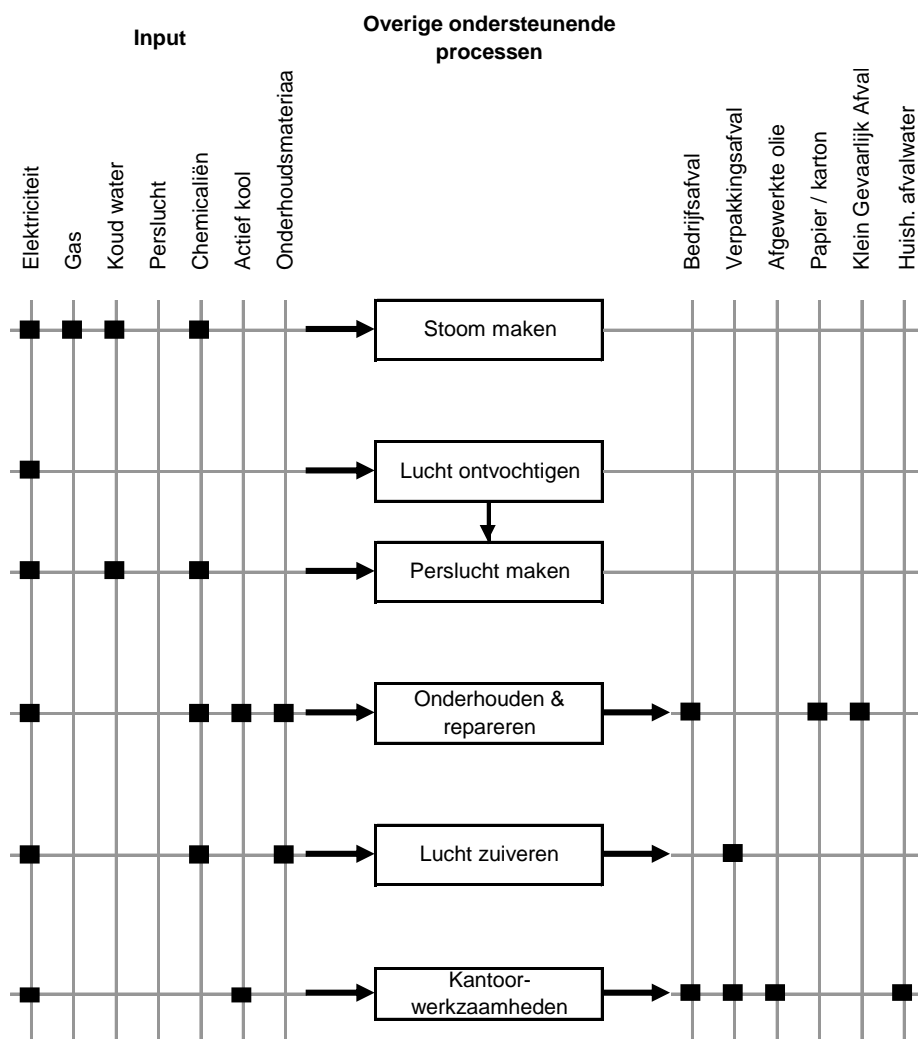 Input
Overige ondersteunende
processen
Elektriciteit
Gas
Koud water
Perslucht
Chemicaliën
Actief kool
Onderhoudsmateriaa
Bedrijfsafval
Verpakkingsafval
Afgewerkte olie
Papier / karton
Klein Gevaarlijk Afval
Huish. afvalwater
Stoom maken
Lucht ontvochtigen
Perslucht maken
Onderhouden &
repareren
Lucht zuiveren
Kantoor-
werkzaamheden